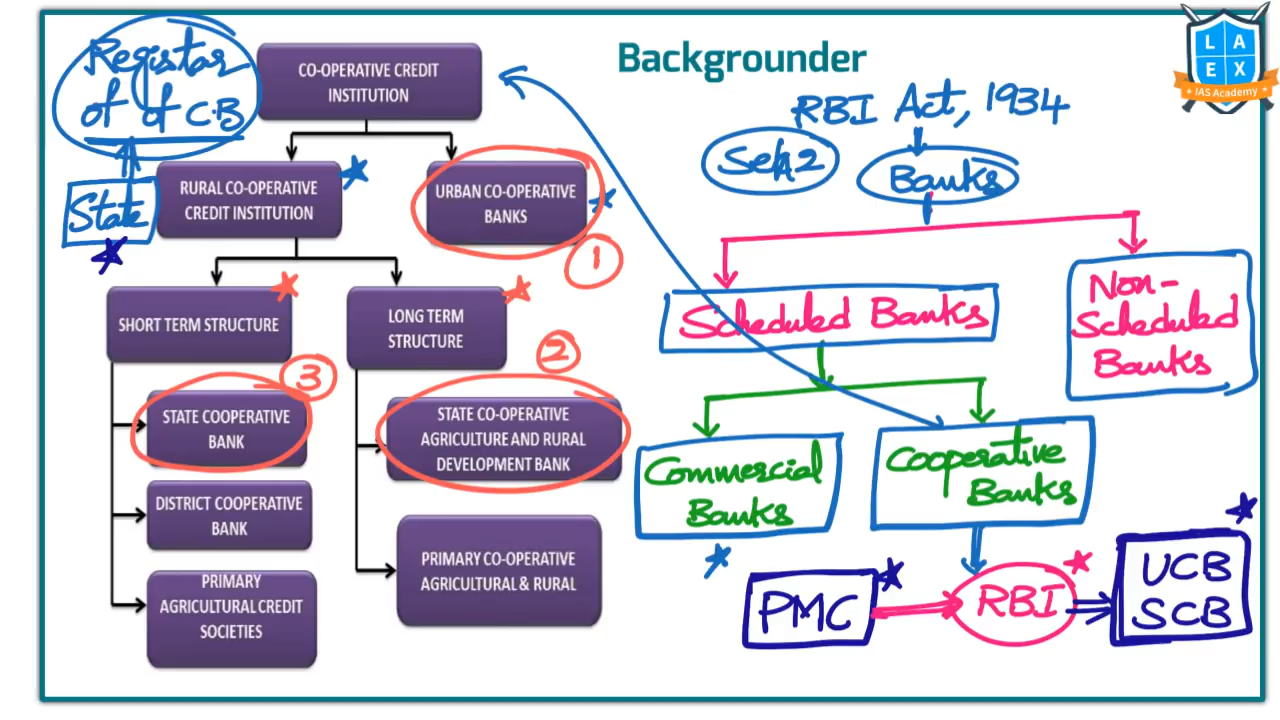 Backgrounder
L A
E X
IAS Academy
Registar
of of C.B
State
CO-OPERATIVE CREDIT
INSTITUTION
RURAL CO-OPERATIVE
CREDIT INSTITUTION
URBAN CO-OPERATIVE
BANKS
1
SHORT TERM STRUCTURE
LONG TERM
STRUCTURE
3
2
STATE COOPERATIVE
BANK
STATE CO-OPERATIVE
AGRICULTURE AND RURAL
DEVELOPMENT BANK
DISTRICT COOPERATIVE
BANK
PRIMARY
AGRICULTURAL CREDIT
SOCIETIES
PRIMARY CO-OPERATIVE
AGRICULTURAL & RURAL
RBI Act, 1934
Banks
Scheduled Banks
Non-
Scheduled
Banks
Commercial
Banks
Cooperative
Banks
PMC
RBI
UCB
SCB